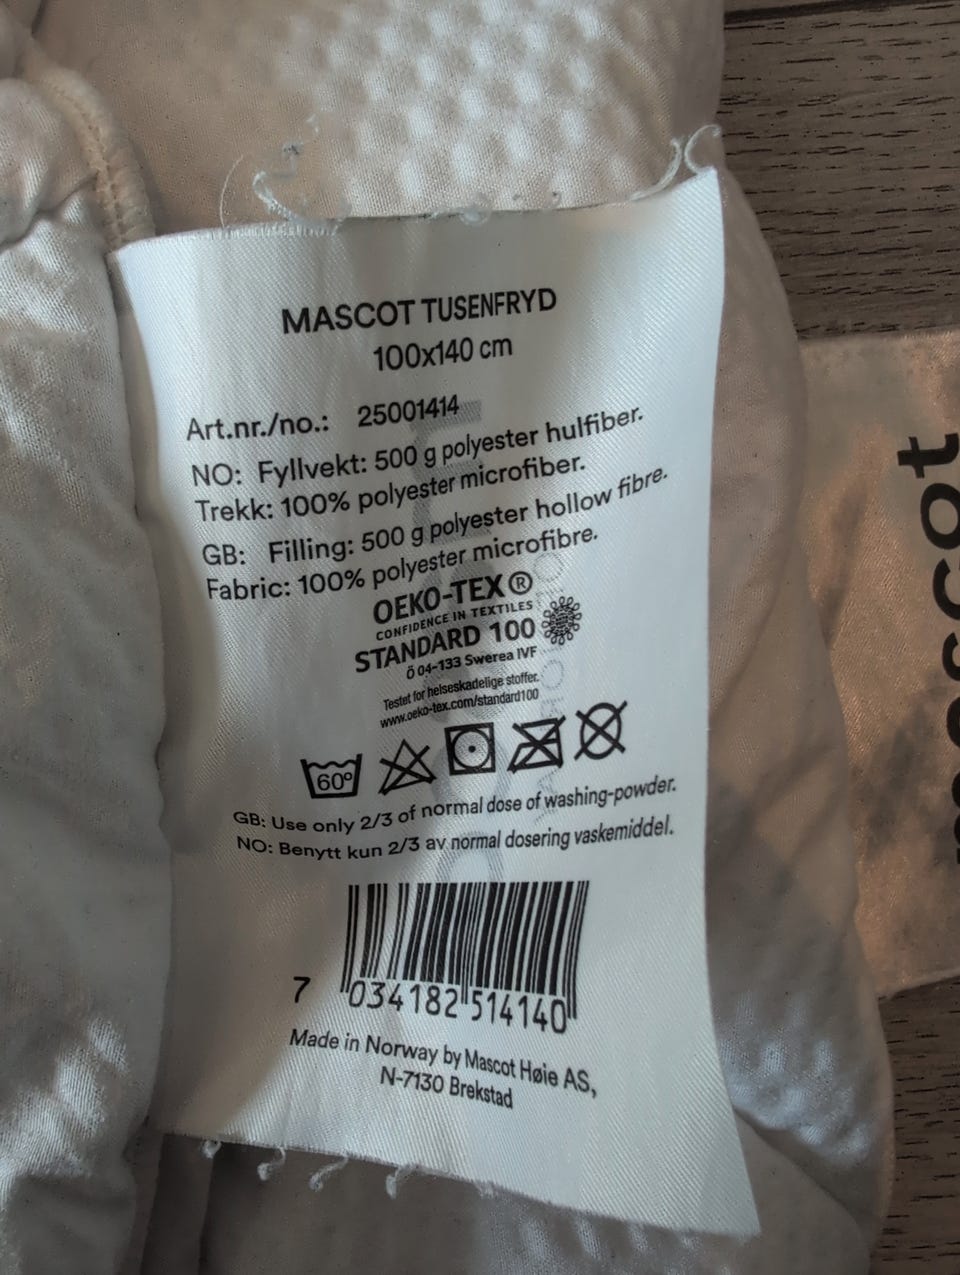 MASCOT TUSENFRYD
100x140 cm
Art.nr./no.: 25001414
NO: Fyllvekt: 500 g polyester hulfiber.
Trekk: 100% polyester microfiber.
GB: Filling: 500 g polyester hollow fibre.
Fabric: 100% polyester microfibre.
OEKO-TEX®
CONFIDENCE IN TEXTILES
STANDARD 100
Ö 04-133 Swerea IVF
Testet for helseskadelige stoffer.
www.oeko-tex.com/standard100
60°
GB: Use only 2/3 of normal dose of washing-powder.
NO: Benytt kun 2/3 av normal dosering vaskemiddel.
7 034182 514140
Made in Norway by Mascot Høie AS,
N-7130 Brekstad
mascot